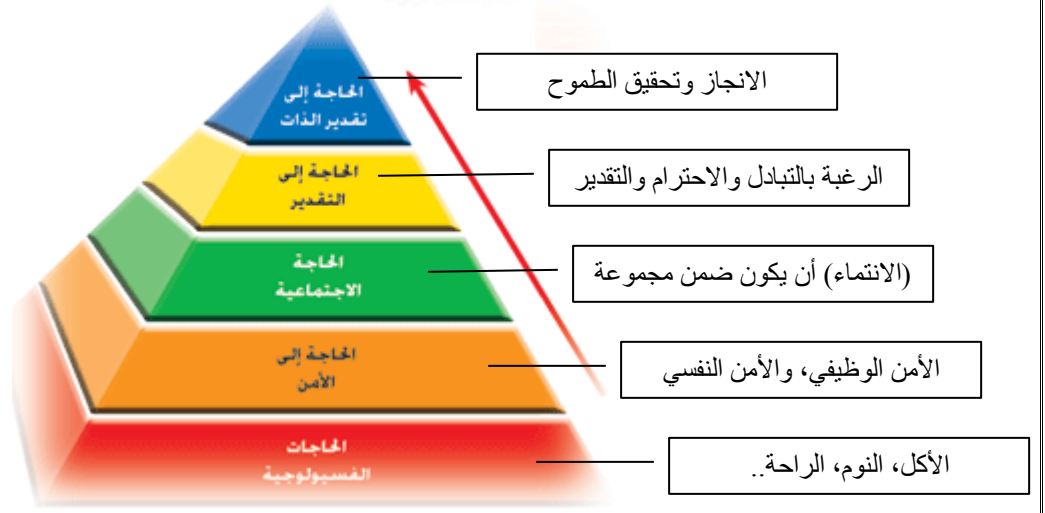 الحاجة إلى
تقدير الذات
الانجاز وتحقيق الطموح
الحاجة إلى
التقدير
الرغبة بالتبادل والاحترام والتقدير
الحاجة
الاجتماعية
(الانتماء) أن يكون ضمن مجموعة
الحاجة إلى
الأمن
الأمن الوظيفي، والأمن النفسي
الحاجات
الفسيولوجية
الأكل، النوم، الراحة..